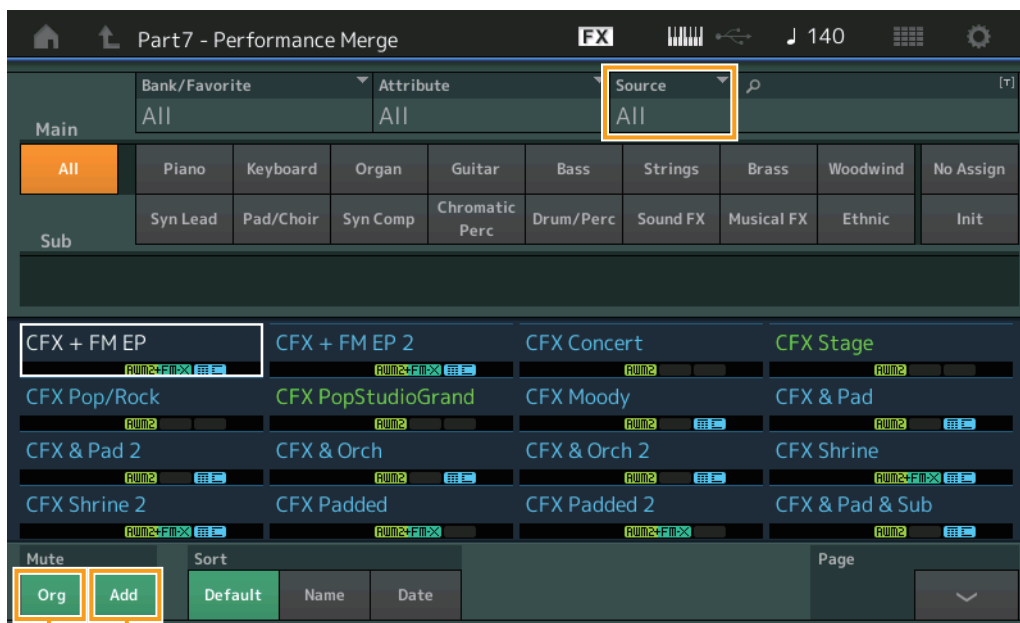 Part7 - Performance Merge FX ♩ 140
Bank/Favorite Attribute Source [T]
Main All All All
All Piano Keyboard Organ Guitar Bass Strings Brass Woodwind No Assign
Syn Lead Pad/Choir Syn Comp Chromatic Perc Drum/Perc Sound FX Musical FX Ethnic Init
Sub
CFX + FM EP CFX + FM EP 2 CFX Concert CFX Stage
AWM2+FM-X AWM2+FM-X AWM2 AWM2
CFX Pop/Rock CFX PopStudioGrand CFX Moody CFX & Pad
AWM2 AWM2 AWM2 AWM2
CFX & Pad 2 CFX & Orch CFX & Orch 2 CFX Shrine
AWM2 AWM2 AWM2 AWM2+FM-X
CFX Shrine 2 CFX Padded CFX Padded 2 CFX & Pad & Sub
AWM2+FM-X AWM2+FM-X AWM2+FM-X AWM2
Mute Sort Page
Org Add Default Name Date